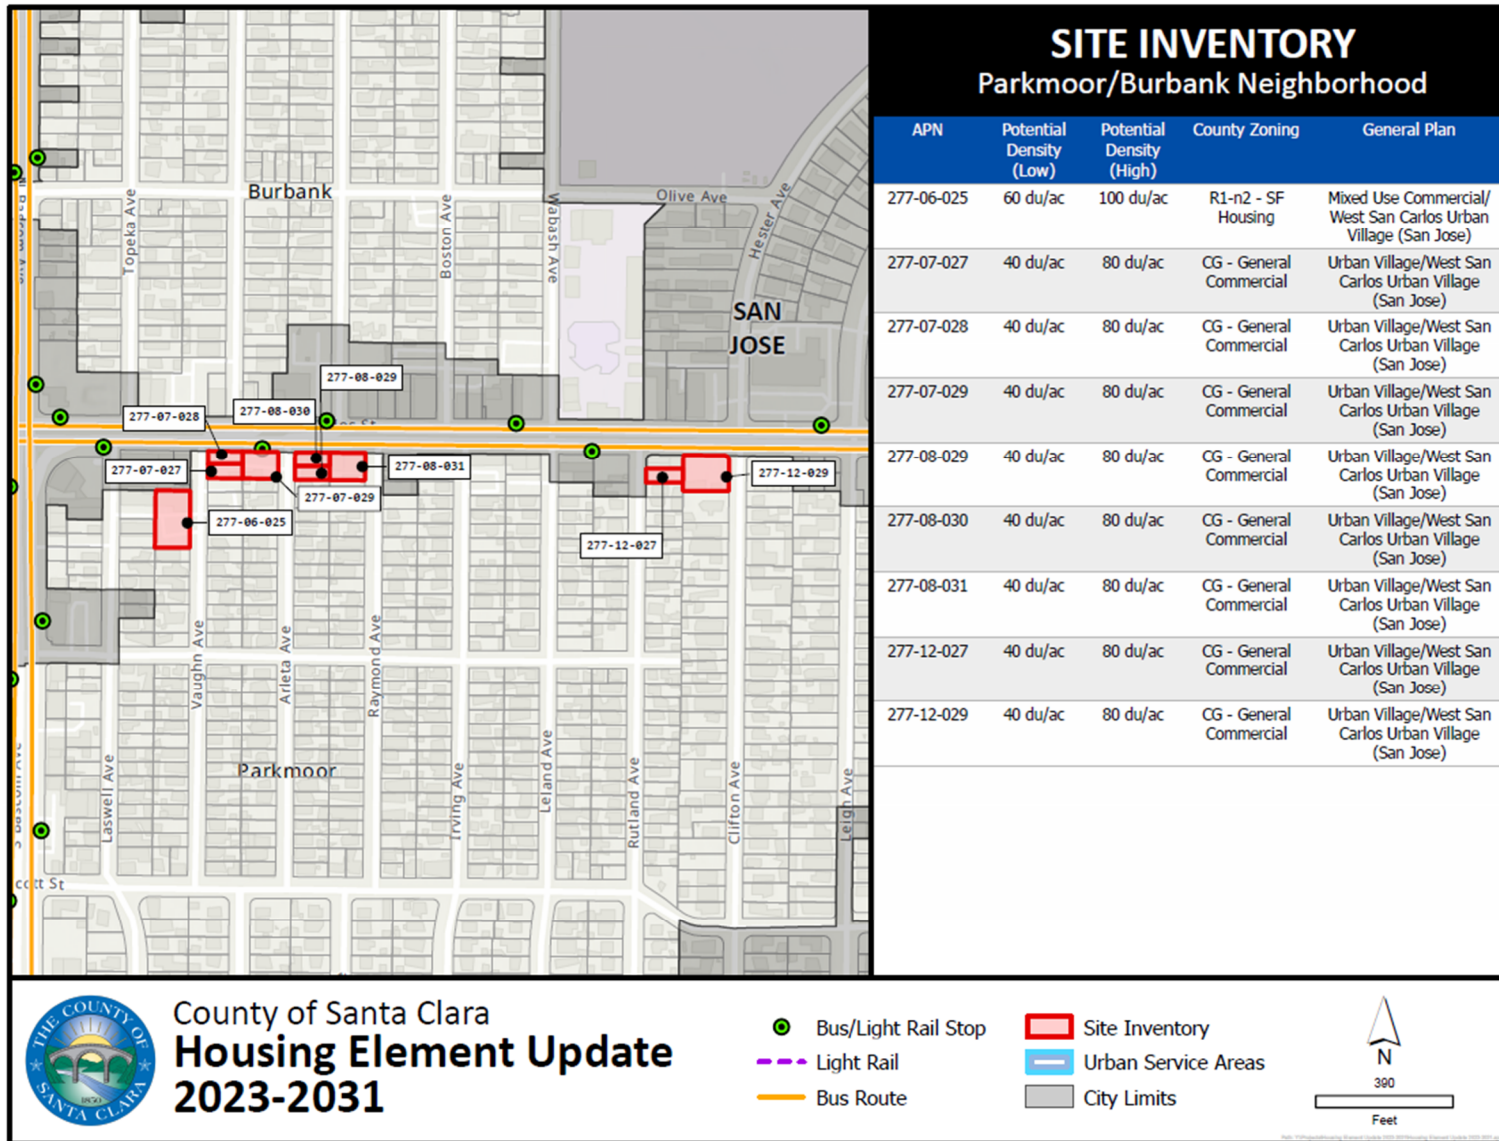 SITE INVENTORY
Parkmoor/Burbank Neighborhood
APN
Potential Density (Low)
Potential Density (High)
County Zoning
General Plan
277-06-025
60 du/ac
100 du/ac
R1-n2 - SF
Housing
Mixed Use Commercial/
West San Carlos Urban
Village (San Jose)
277-07-027
40 du/ac
80 du/ac
CG - General
Commercial
Urban Village/West San
Carlos Urban Village
(San Jose)
277-07-028
40 du/ac
80 du/ac
CG - General
Commercial
Urban Village/West San
Carlos Urban Village
(San Jose)
277-07-029
40 du/ac
80 du/ac
CG - General
Commercial
Urban Village/West San
Carlos Urban Village
(San Jose)
277-08-029
40 du/ac
80 du/ac
CG - General
Commercial
Urban Village/West San
Carlos Urban Village
(San Jose)
277-08-030
40 du/ac
80 du/ac
CG - General
Commercial
Urban Village/West San
Carlos Urban Village
(San Jose)
277-08-031
40 du/ac
80 du/ac
CG - General
Commercial
Urban Village/West San
Carlos Urban Village
(San Jose)
277-12-027
40 du/ac
80 du/ac
CG - General
Commercial
Urban Village/West San
Carlos Urban Village
(San Jose)
277-12-029
40 du/ac
80 du/ac
CG - General
Commercial
Urban Village/West San
Carlos Urban Village
(San Jose)
Burbank
Olive Ave
Topeka Ave
Boston Ave
Wabash Ave
Hester Ave
SAN
JOSE
277-08-029
277-07-028
277-08-030
277-07-027
277-08-031
277-12-029
277-07-029
277-06-025
277-12-027
Vaughn Ave
Arleta Ave
Raymond Ave
Parkmoor
S Bascom Ave
Laswell Ave
Irving Ave
Leland Ave
Rutland Ave
Clifton Ave
Leigh Ave
cott St
THE COUNTY OF
SANTA CLARA
1850
County of Santa Clara
Housing Element Update
2023-2031
Bus/Light Rail Stop
Light Rail
Bus Route
Site Inventory
Urban Service Areas
City Limits
N
390
Feet